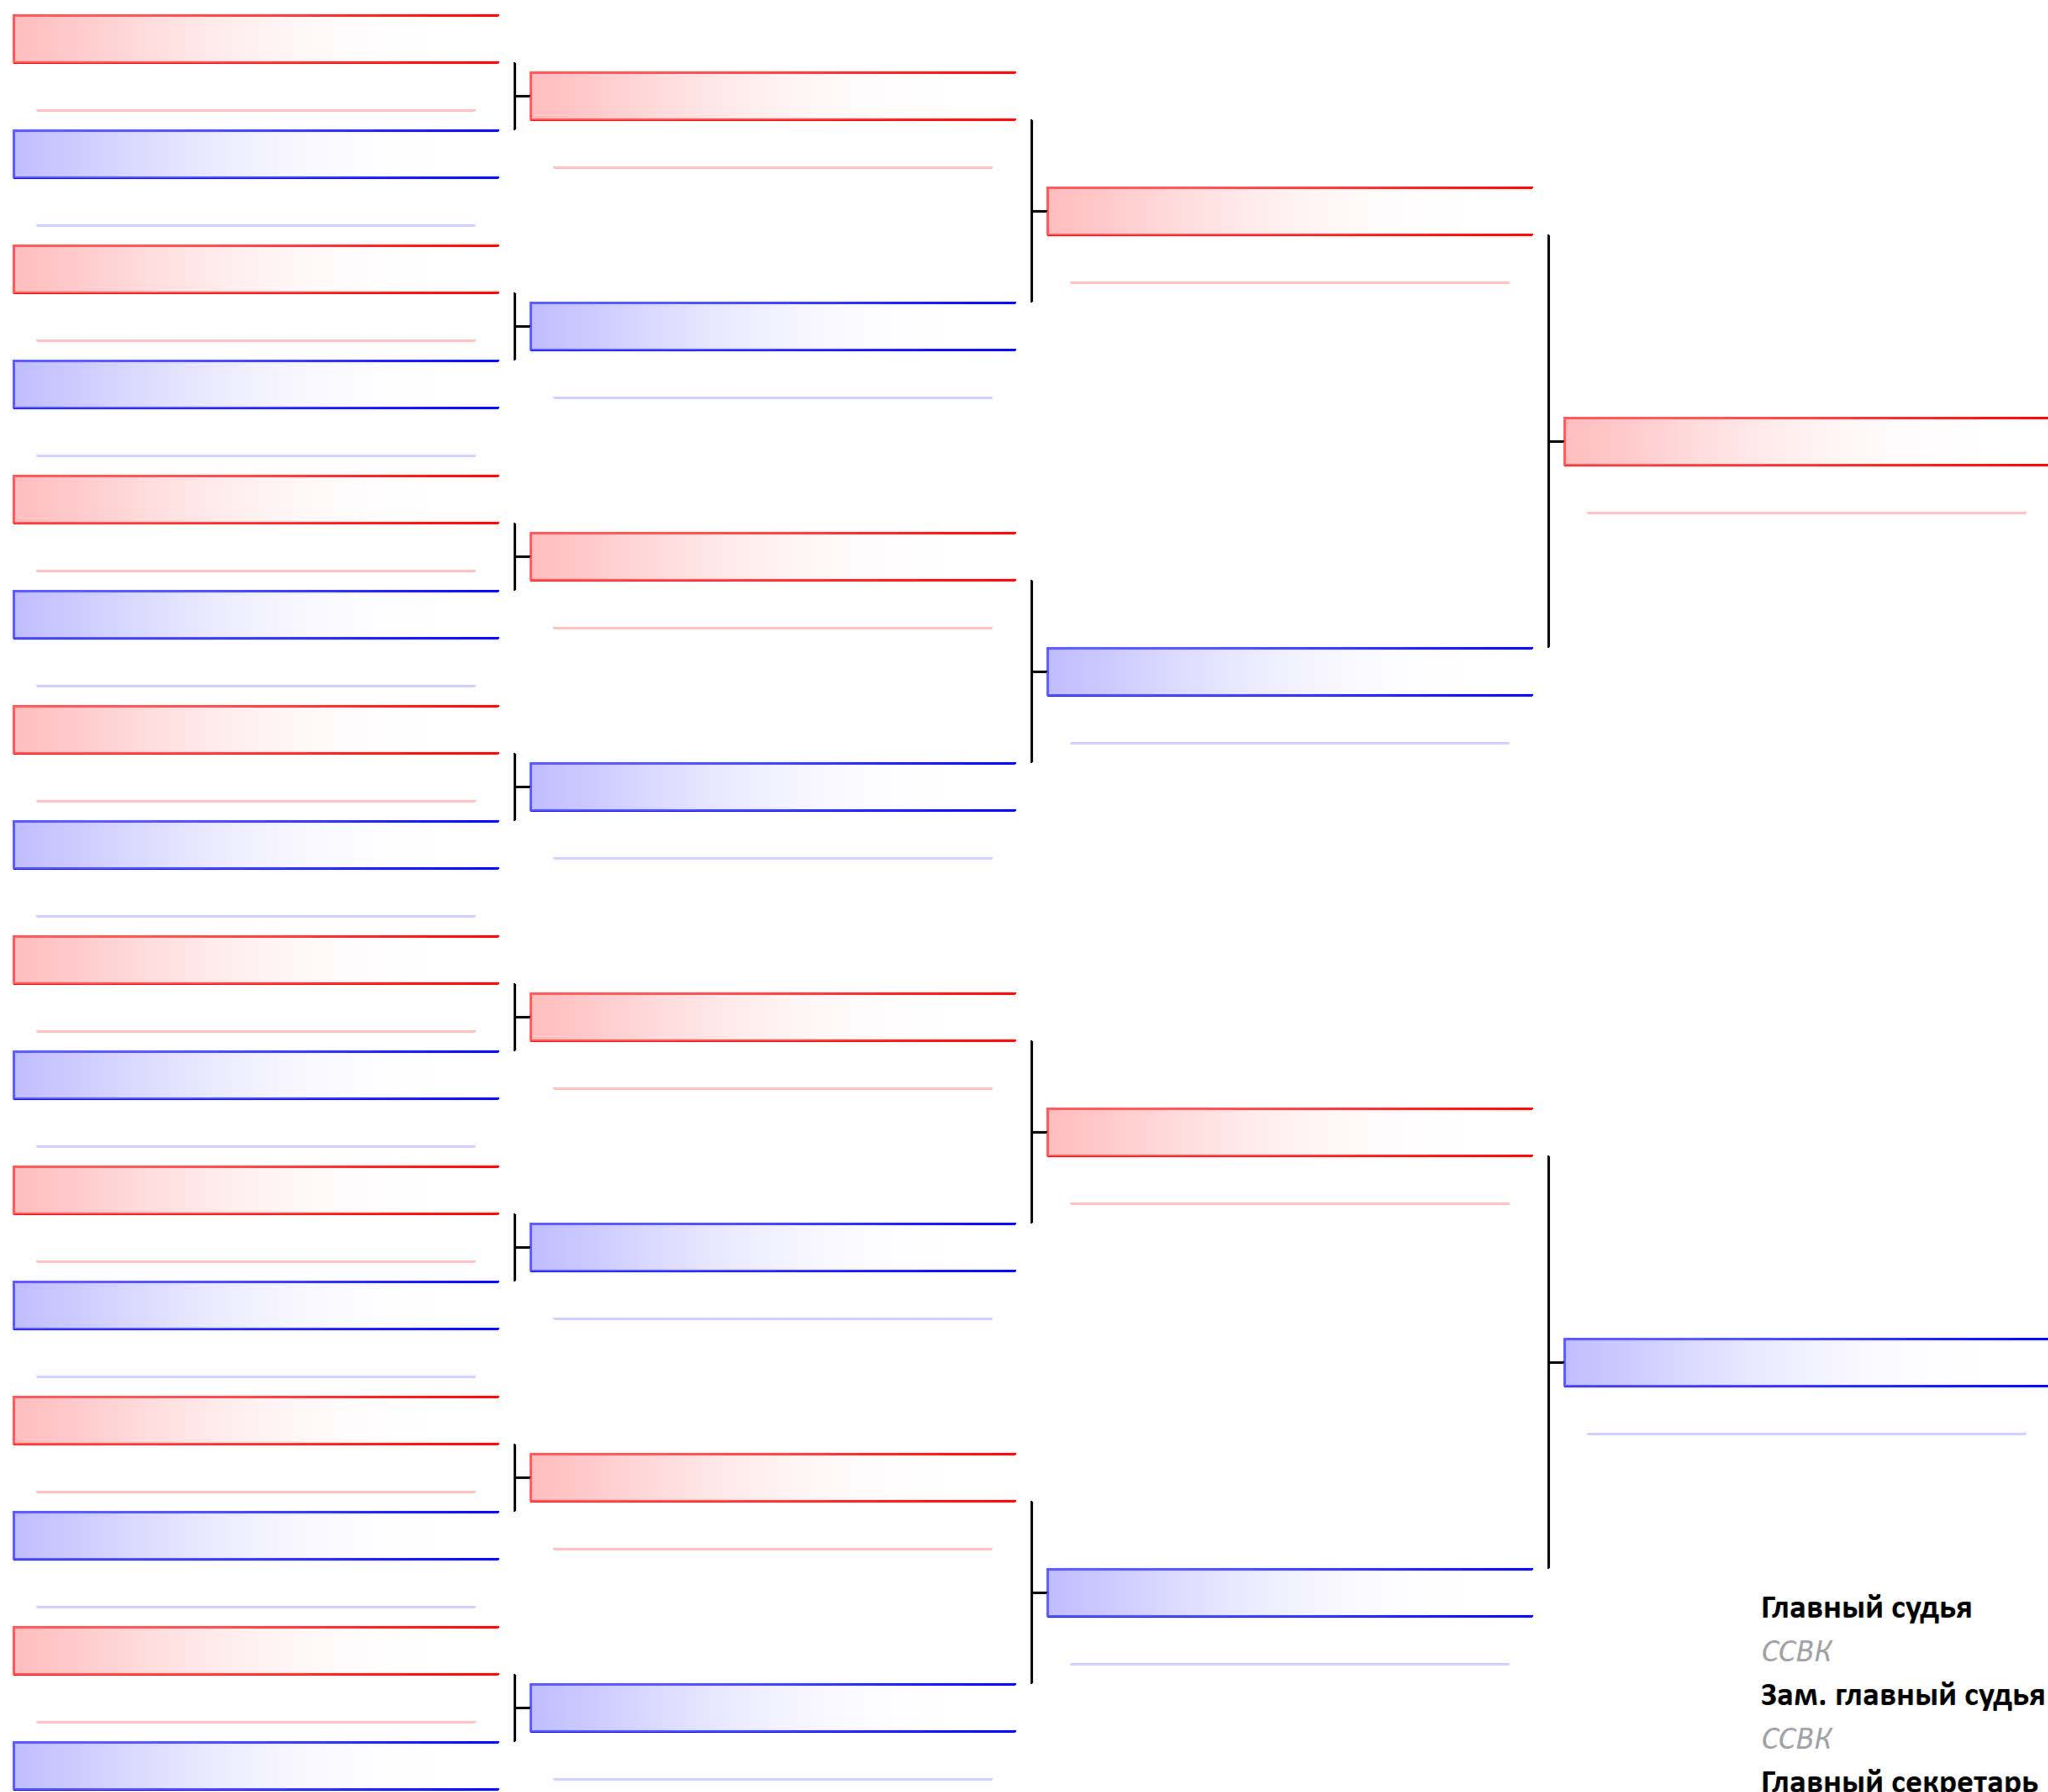 Главный судья
ССВК
Зам. главный судья
ССВК
Главный секретарь